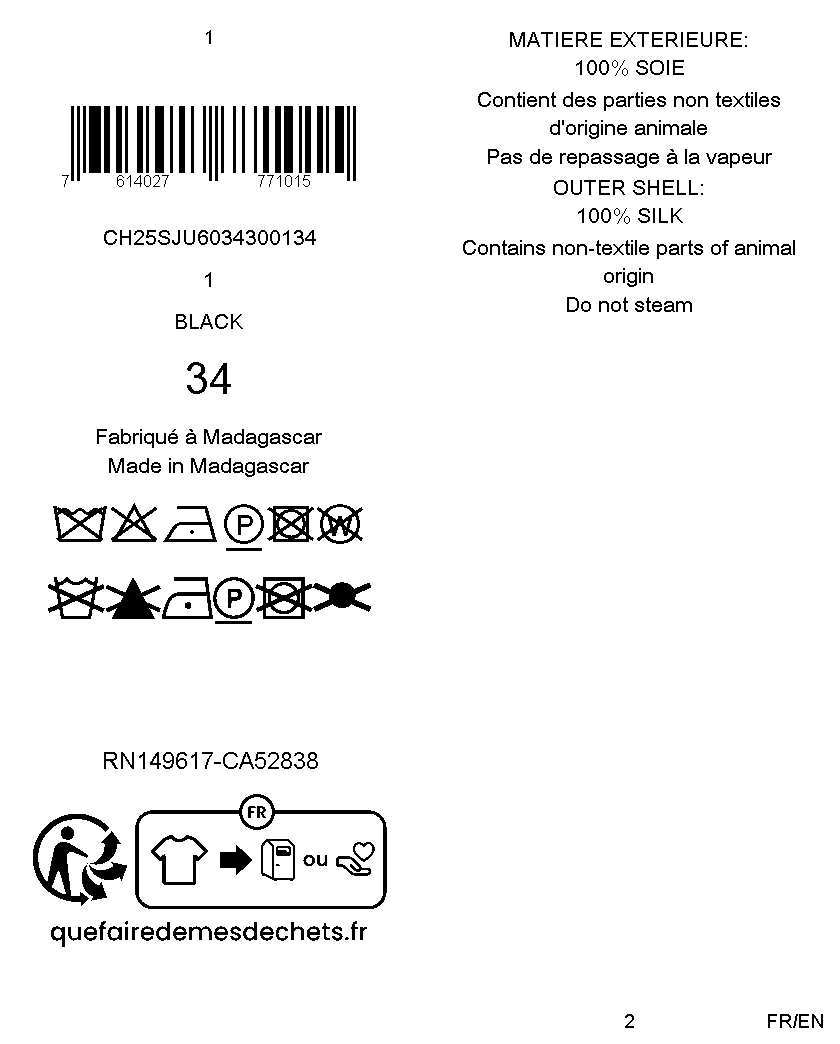 1
7 614027 771015
CH25SJU6034300134
1
BLACK
34
Fabriqué à Madagascar
Made in Madagascar
P
W
P
RN149617-CA52838
FR
ou
quefairedemesdechets.fr
MATIERE EXTERIEURE:
100% SOIE
Contient des parties non textiles
d'origine animale
Pas de repassage à la vapeur
OUTER SHELL:
100% SILK
Contains non-textile parts of animal
origin
Do not steam
2
FR/EN